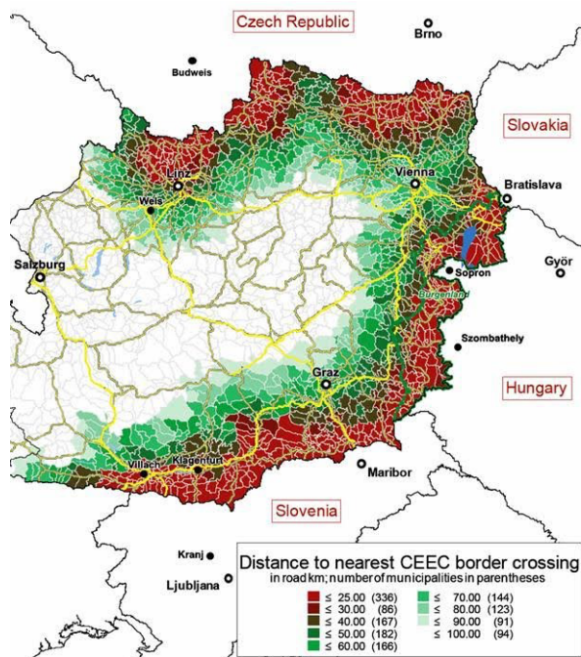 Czech Republic
Brno
Budweis
Slovakia
Linz
Wels
Vienna
Bratislava
Salzburg
Sopron
Győr
Burgenland
Szombathely
Graz
Hungary
Maribor
Villach
Klagenfurt
Slovenia
Kranj
Ljubljana
Distance to nearest CEEC border crossing
in road km; number of municipalities in parentheses
≤ 25.00 (336)
≤ 30.00 (86)
≤ 40.00 (167)
≤ 50.00 (182)
≤ 60.00 (166)
≤ 70.00 (144)
≤ 80.00 (123)
≤ 90.00 (91)
≤ 100.00 (94)